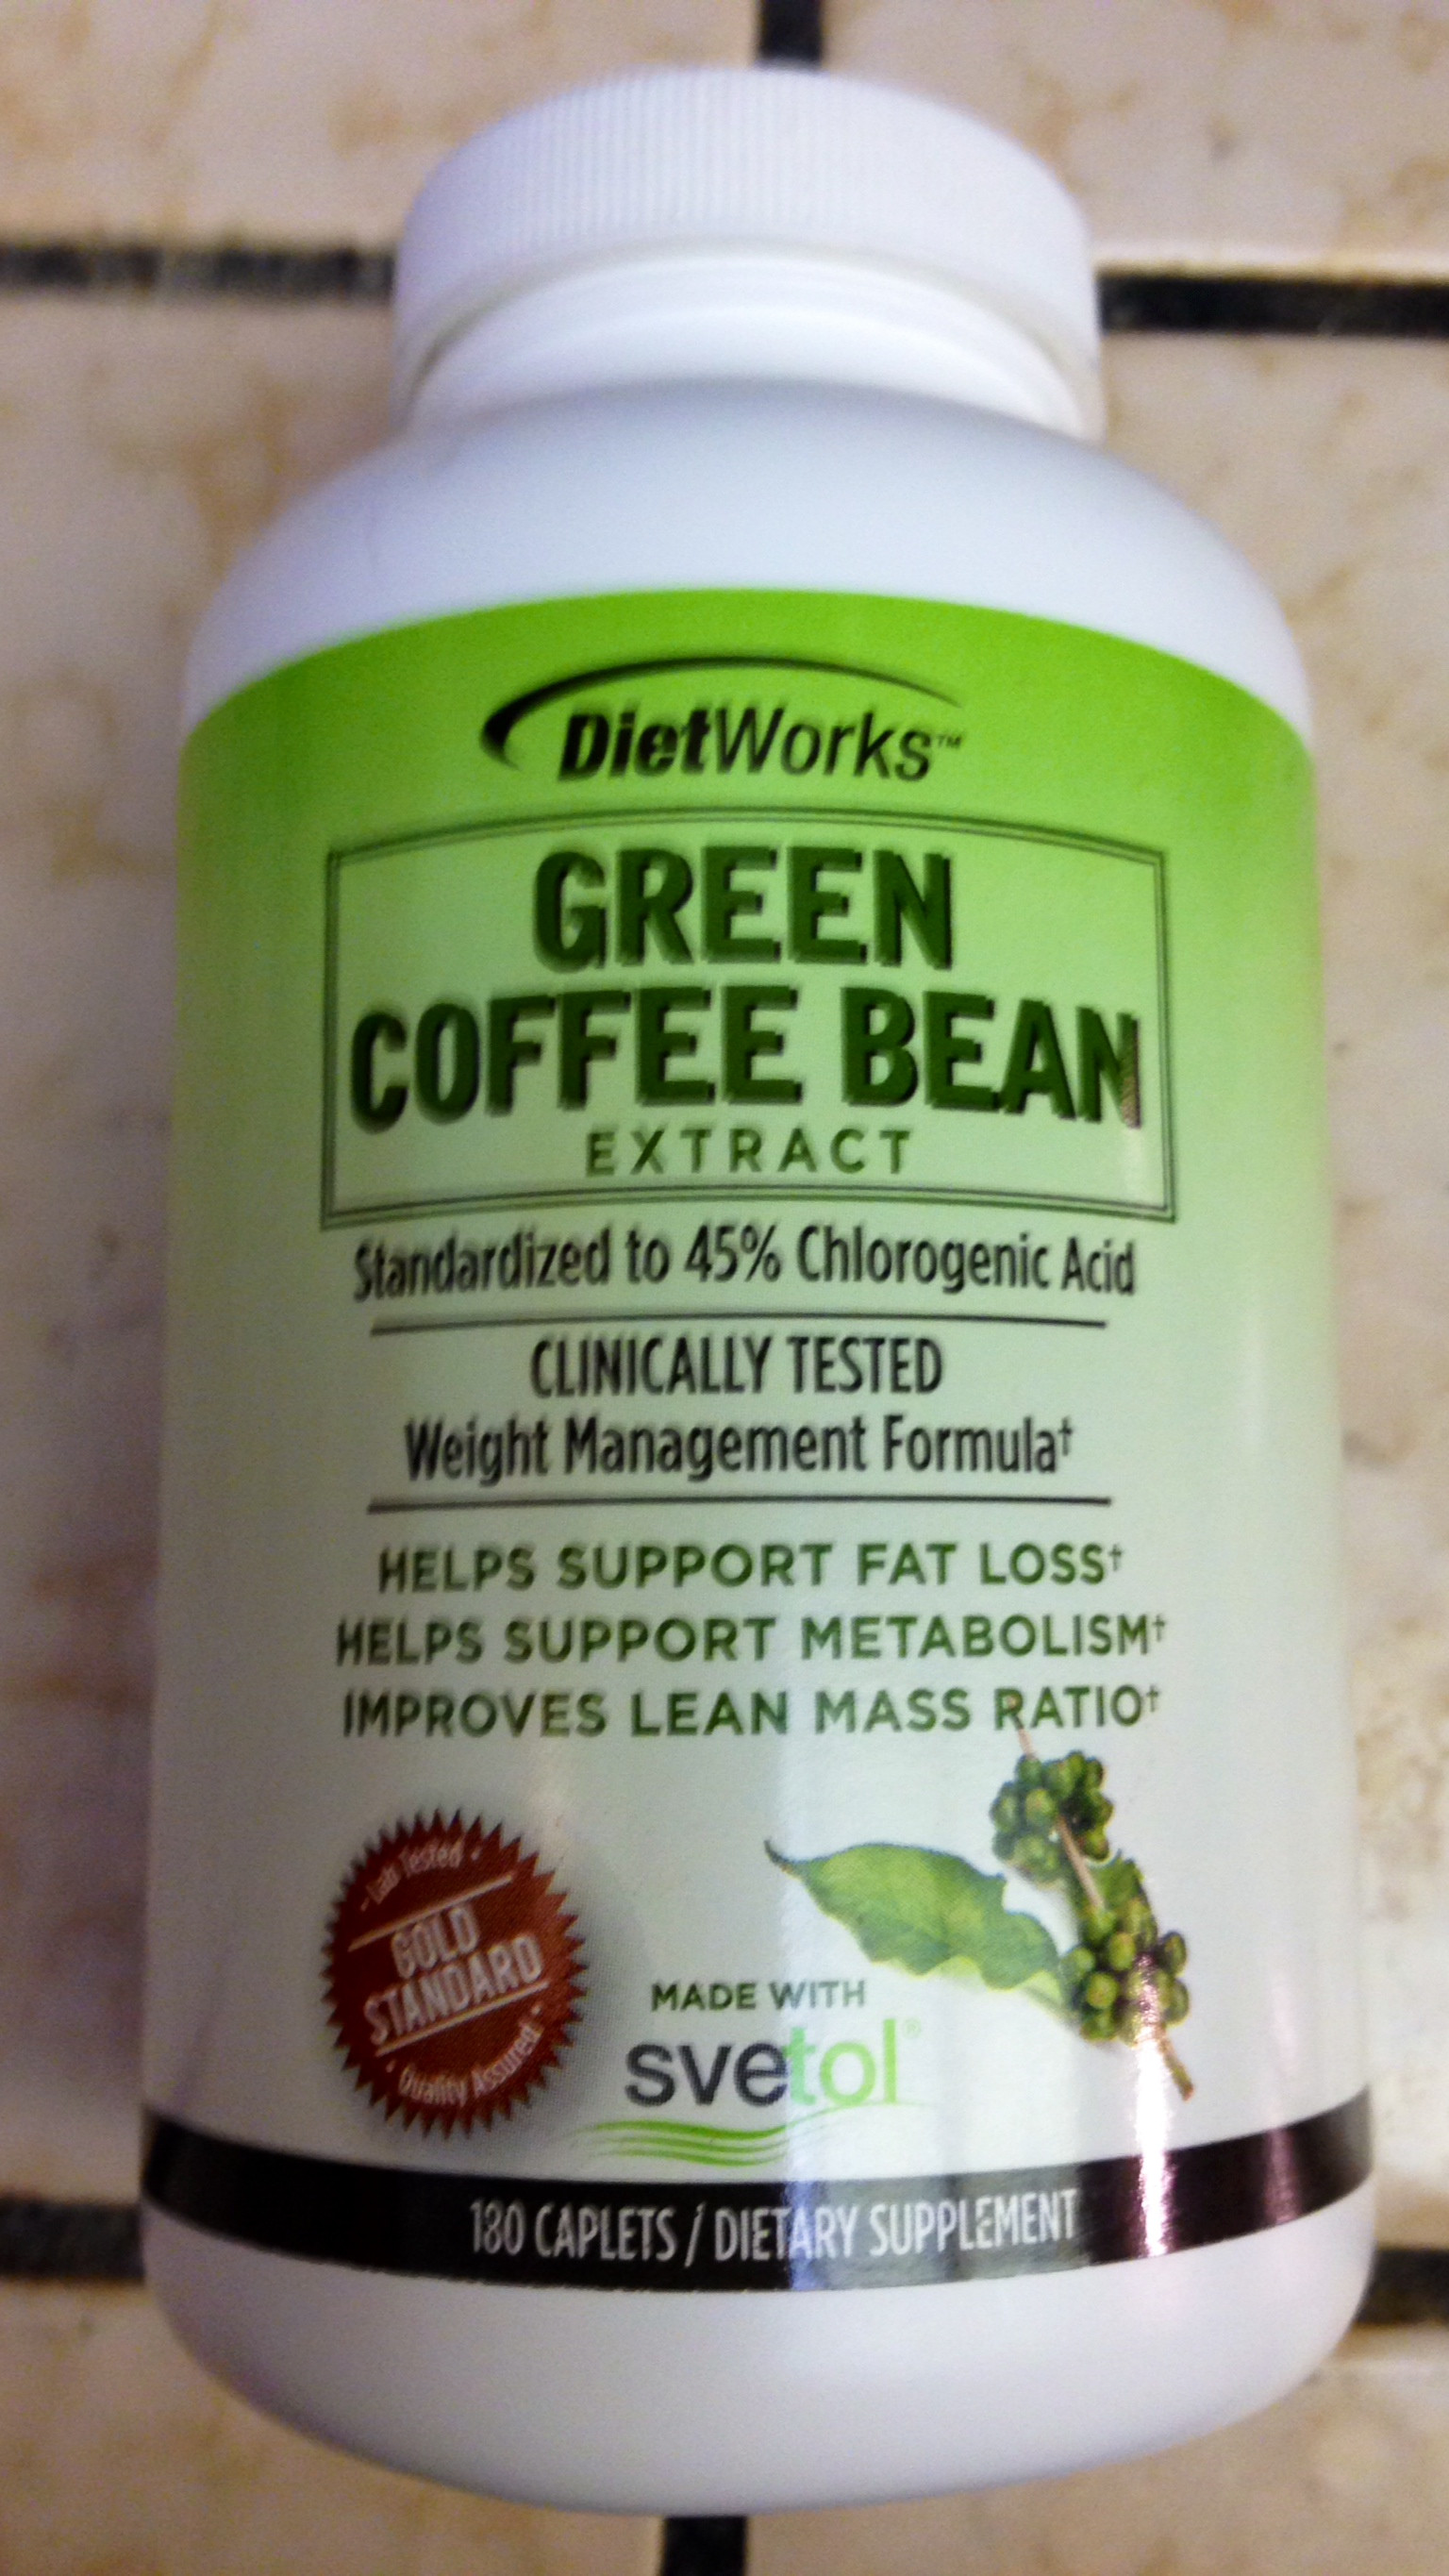 DietWorks™
GREEN
COFFEE BEAN
EXTRACT
Standardized to 45% Chlorogenic Acid
CLINICALLY TESTED
Weight Management Formula†
HELPS SUPPORT FAT LOSS†
HELPS SUPPORT METABOLISM†
IMPROVES LEAN MASS RATIO†
• Lab Tested •
GOLD
STANDARD
• Quality Assured •
MADE WITH
svetol®
180 CAPLETS / DIETARY SUPPLEMENT